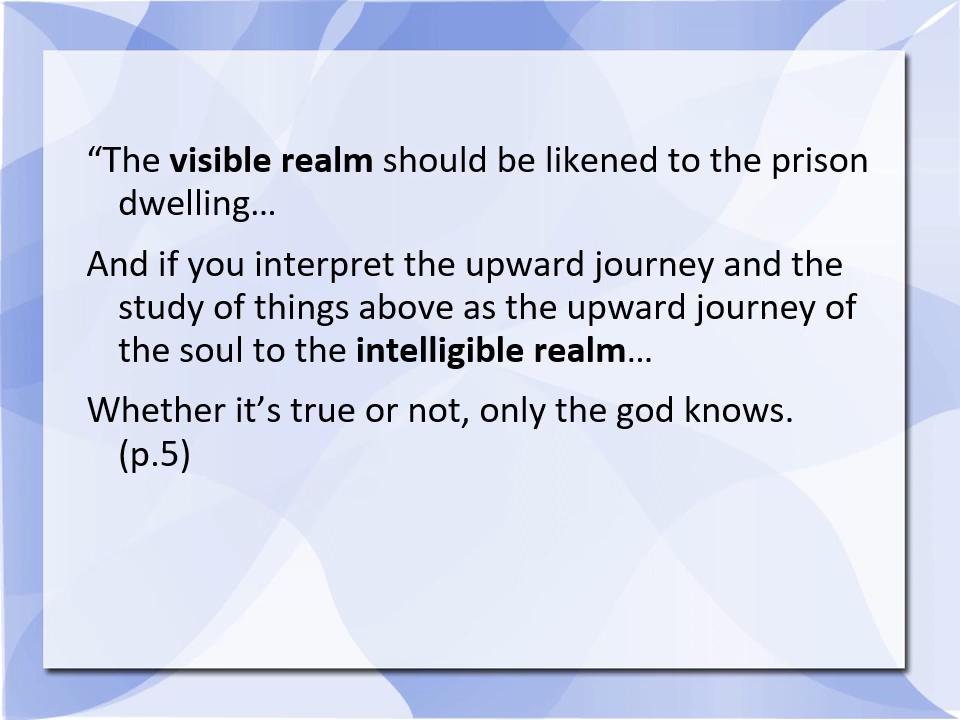 “The visible realm should be likened to the prison
dwelling…
And if you interpret the upward journey and the
study of things above as the upward journey of
the soul to the intelligible realm…
Whether it’s true or not, only the god knows.
(p.5)